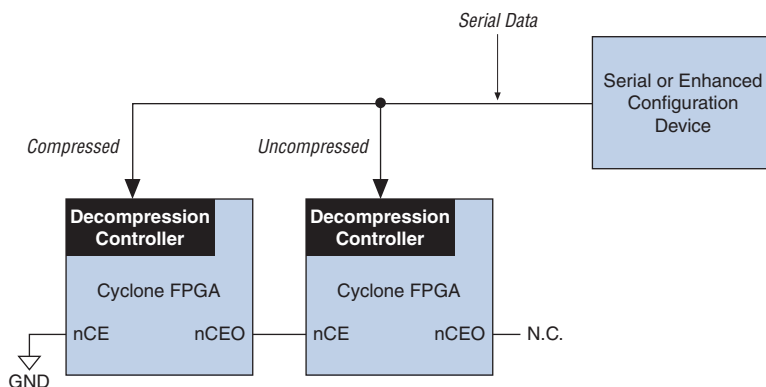 Serial Data
Serial or Enhanced
Configuration
Device
Compressed
Uncompressed
Decompression
Controller
Decompression
Controller
Cyclone FPGA
Cyclone FPGA
nCE
nCEO
nCE
nCEO
N.C.
GND